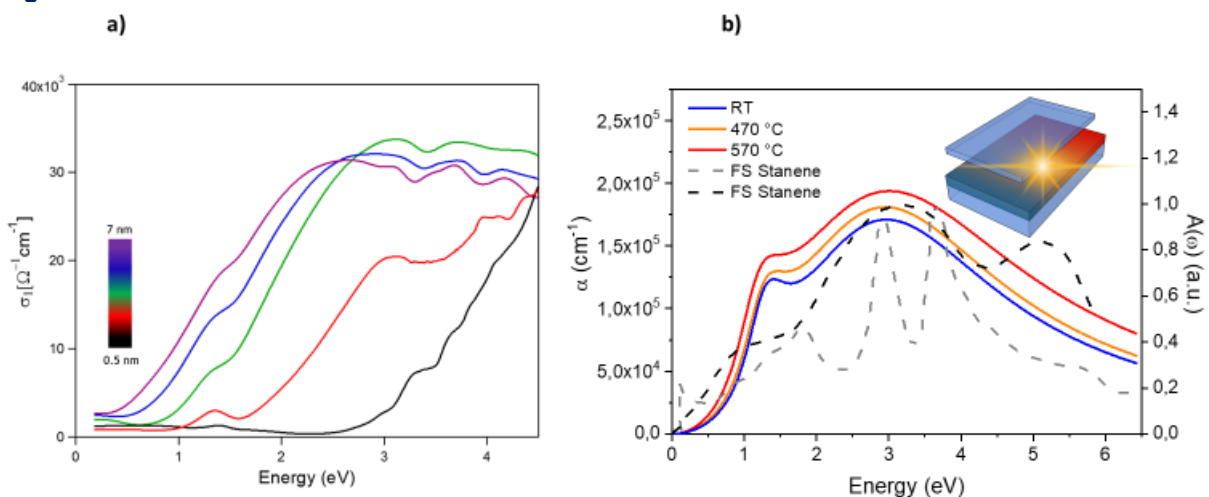 a)
40x10³
30
20
10
0
σ₁[Ω⁻¹cm⁻¹]
7 nm
0.5 nm
0
1
2
3
4
Energy (eV)
b)
RT
470 °C
570 °C
FS Stanene
FS Stanene
2,5x10⁵
2,0x10⁵
1,5x10⁵
1,0x10⁵
5,0x10⁴
0,0
α (cm⁻¹)
1,4
1,2
1,0
0,8
0,6
0,4
0,2
0,0
A(ω) (a.u.)
0
1
2
3
4
5
6
Energy (eV)